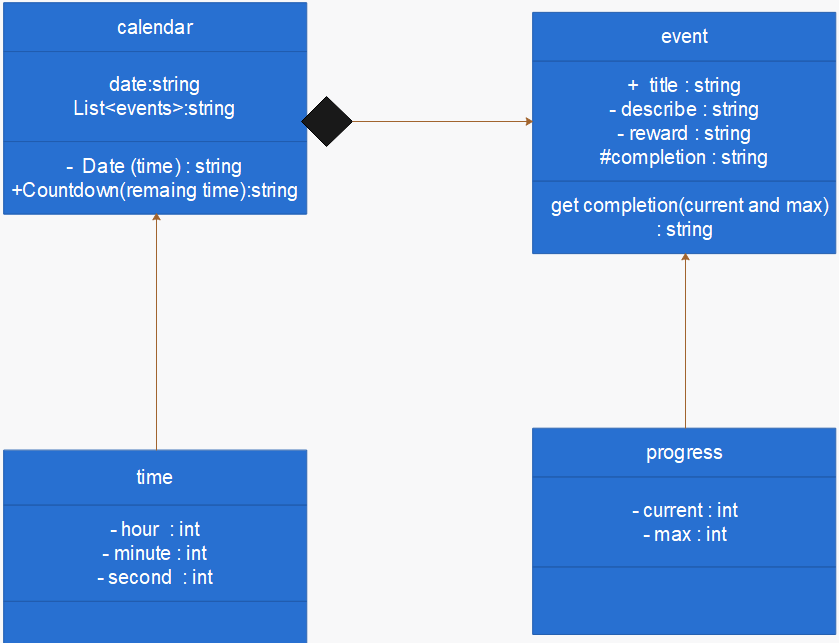 calendar
date:string
List<events>:string
- Date (time) : string
+Countdown(remaing time):string
event
+ title : string
- describe : string
- reward : string
#completion : string
get completion(current and max)
: string
time
- hour : int
- minute : int
- second : int
progress
- current : int
- max : int